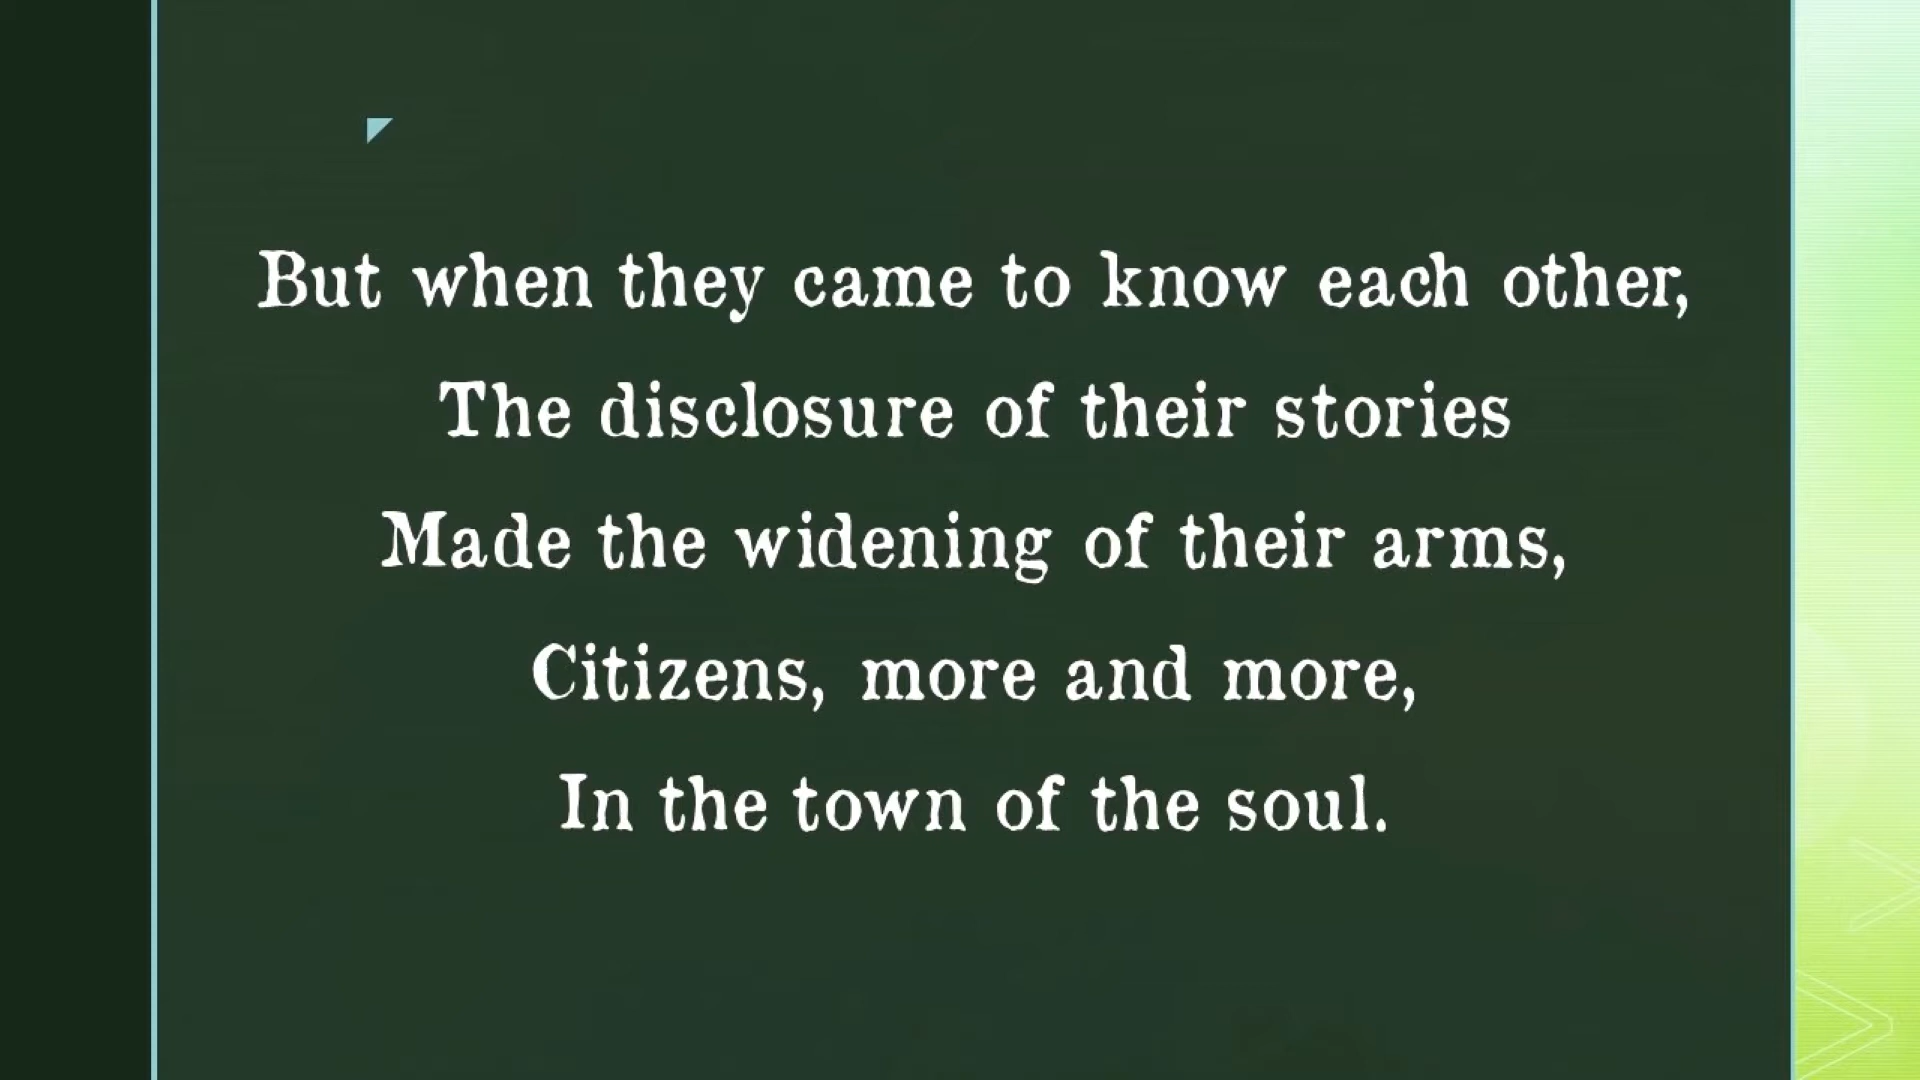 But when they came to know each other,
The disclosure of their stories
Made the widening of their arms,
Citizens, more and more,
In the town of the soul.